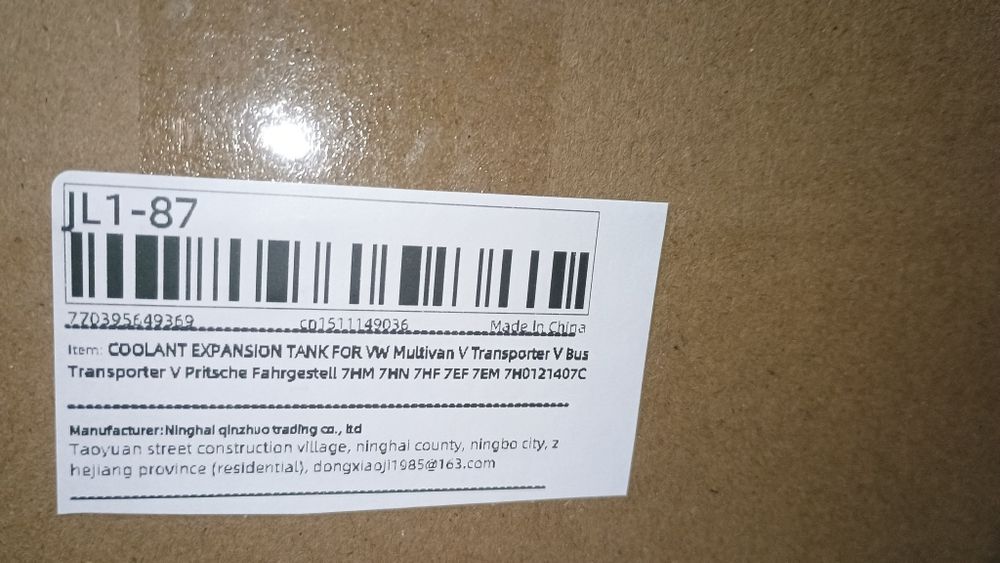 JL1-87
770395649369 cn1511149036 Made In China
Item: COOLANT EXPANSION TANK FOR VW Multivan V Transporter V Bus
Transporter V Pritsche Fahrgestell 7HM 7HN 7HF 7EF 7EM 7H0121407C
Manufacturer:Ninghai qinzhuo trading co., ltd
Taoyuan street construction village, ninghai county, ningbo city, z
hejiang province (residential), dongxiaoji1985@163.com